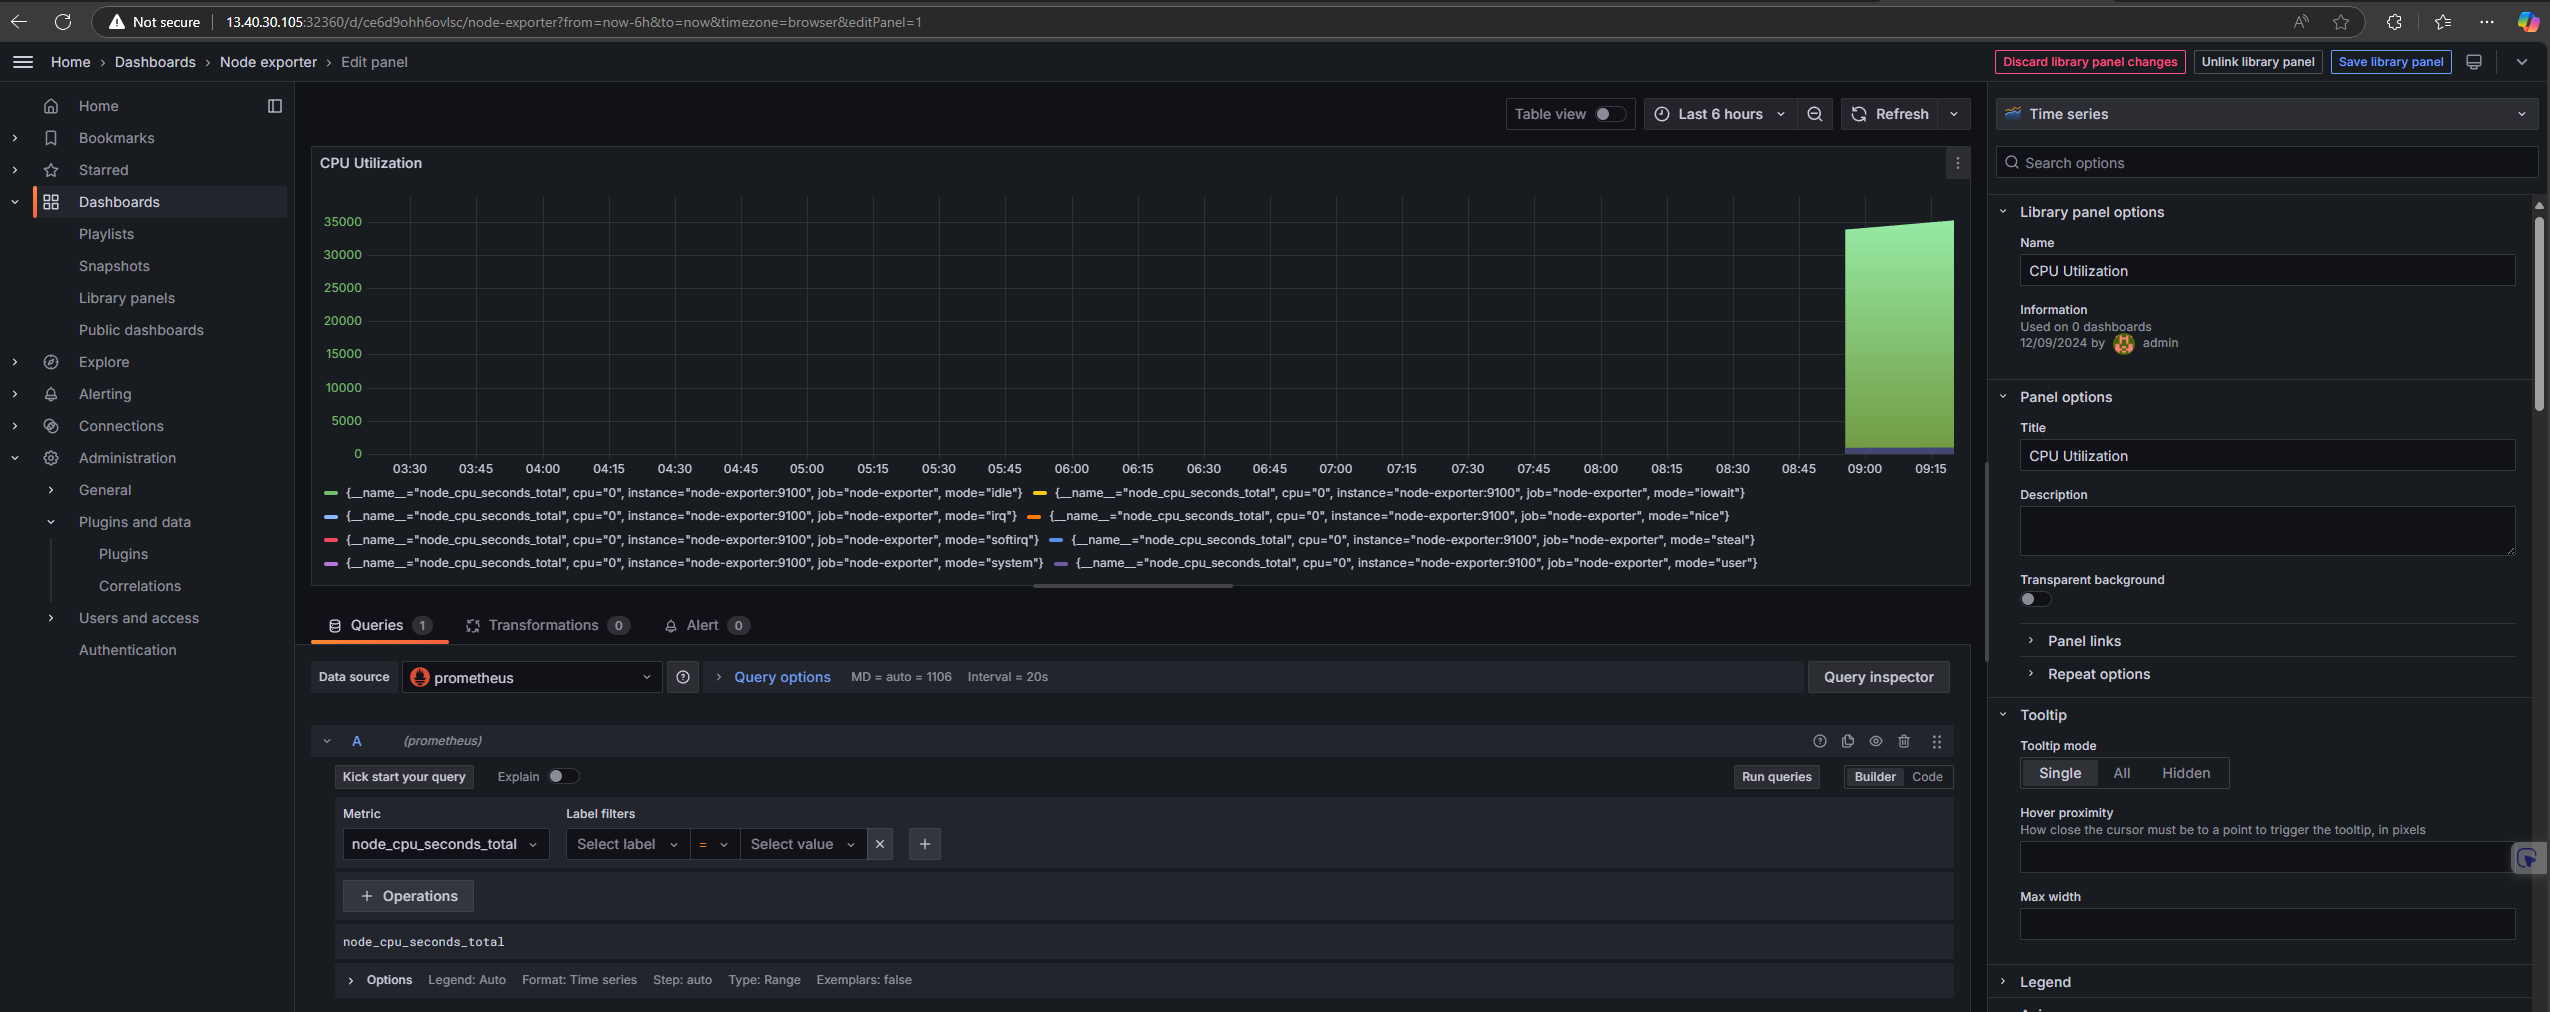 Not secure 13.40.30.105:32360/d/ce6d9ohh6ovlsc/node-exporter?from=now-6h&to=now&timezone=browser&editPanel=1
Home › Dashboards › Node exporter › Edit panel
Discard library panel changes Unlink library panel Save library panel
Home
Bookmarks
Starred
Dashboards
Playlists
Snapshots
Library panels
Public dashboards
Explore
Alerting
Connections
Administration
General
Plugins and data
Plugins
Correlations
Users and access
Authentication
Table view Last 6 hours Refresh
CPU Utilization
35000
30000
25000
20000
15000
10000
5000
0
03:30 03:45 04:00 04:15 04:30 04:45 05:00 05:15 05:30 05:45 06:00 06:15 06:30 06:45 07:00 07:15 07:30 07:45 08:00 08:15 08:30 08:45 09:00 09:15
{__name__="node_cpu_seconds_total", cpu="0", instance="node-exporter:9100", job="node-exporter", mode="idle"} {__name__="node_cpu_seconds_total", cpu="0", instance="node-exporter:9100", job="node-exporter", mode="iowait"}
{__name__="node_cpu_seconds_total", cpu="0", instance="node-exporter:9100", job="node-exporter", mode="irq"} {__name__="node_cpu_seconds_total", cpu="0", instance="node-exporter:9100", job="node-exporter", mode="nice"}
{__name__="node_cpu_seconds_total", cpu="0", instance="node-exporter:9100", job="node-exporter", mode="softirq"} {__name__="node_cpu_seconds_total", cpu="0", instance="node-exporter:9100", job="node-exporter", mode="steal"}
{__name__="node_cpu_seconds_total", cpu="0", instance="node-exporter:9100", job="node-exporter", mode="system"} {__name__="node_cpu_seconds_total", cpu="0", instance="node-exporter:9100", job="node-exporter", mode="user"}
Queries 1 Transformations 0 Alert 0
Data source prometheus Query options MD = auto = 1106 Interval = 20s Query inspector
A (prometheus)
Kick start your query Explain Run queries Builder Code
Metric Label filters
node_cpu_seconds_total Select label = Select value
+ Operations
node_cpu_seconds_total
Options Legend: Auto Format: Time series Step: auto Type: Range Exemplars: false
Time series
Search options
Library panel options
Name
CPU Utilization
Information
Used on 0 dashboards
12/09/2024 by admin
Panel options
Title
CPU Utilization
Description
Transparent background
Panel links
Repeat options
Tooltip
Tooltip mode
Single All Hidden
Hover proximity
How close the cursor must be to a point to trigger the tooltip, in pixels
Max width
Legend